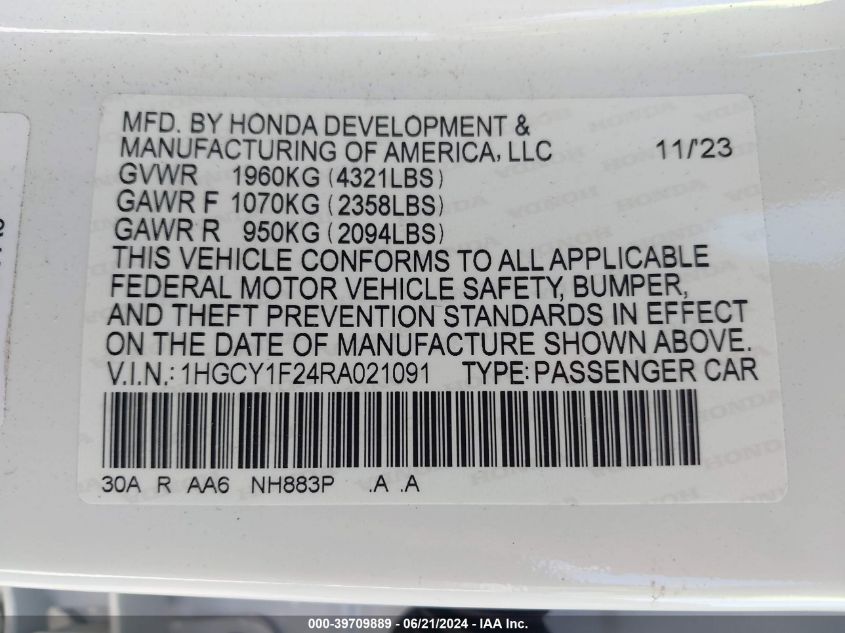 MFD. BY HONDA DEVELOPMENT &
MANUFACTURING OF AMERICA, LLC 11/'23
GVWR 1960KG (4321LBS)
GAWR F 1070KG (2358LBS)
GAWR R 950KG (2094LBS)
THIS VEHICLE CONFORMS TO ALL APPLICABLE
FEDERAL MOTOR VEHICLE SAFETY, BUMPER,
AND THEFT PREVENTION STANDARDS IN EFFECT
ON THE DATE OF MANUFACTURE SHOWN ABOVE.
V.I.N.: 1HGCY1F24RA021091 TYPE: PASSENGER CAR
30A R AA6 NH883P .A .A
000-39709889 - 06/21/2024 - IAA Inc.